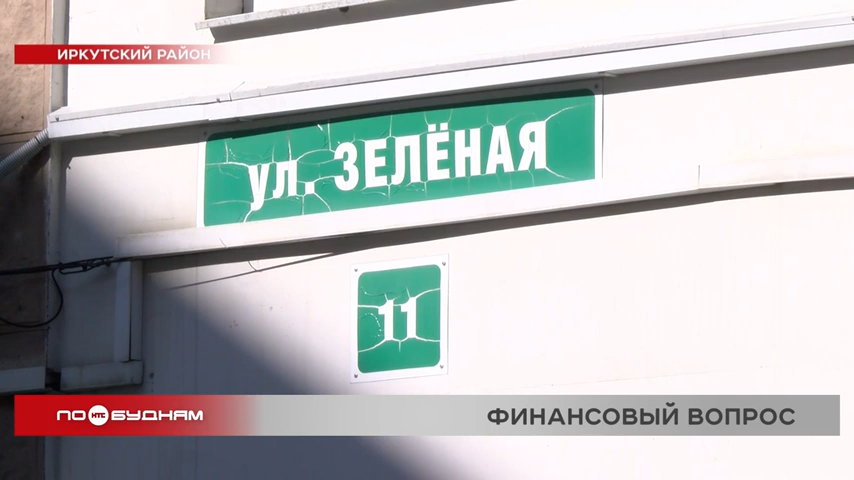 ИРКУТСКИЙ РАЙОН
ул. ЗЕЛЁНАЯ
11
ПО НТС БУДНЯМ
ФИНАНСОВЫЙ ВОПРОС